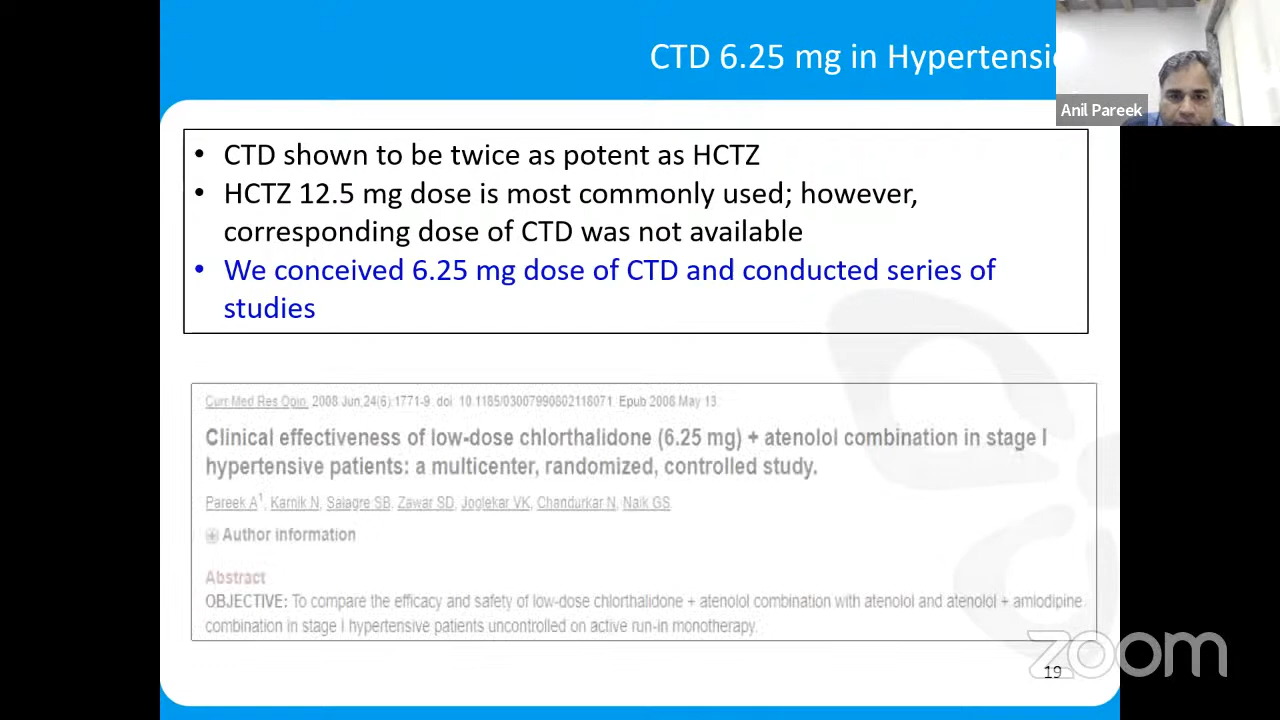 CTD 6.25 mg in Hypertensi
Anil Pareek
• CTD shown to be twice as potent as HCTZ
• HCTZ 12.5 mg dose is most commonly used; however,
corresponding dose of CTD was not available
• We conceived 6.25 mg dose of CTD and conducted series of
studies
Curr Med Res Opin. 2008 Jun;24(6):1771-9. doi: 10.1185/03007990802118071. Epub 2008 May 13.
Clinical effectiveness of low-dose chlorthalidone (6.25 mg) + atenolol combination in stage I
hypertensive patients: a multicenter, randomized, controlled study.
Pareek A1, Karnik N, Salagre SB, Zawar SD, Joglekar VK, Chandurkar N, Naik GS.
Author information
Abstract
OBJECTIVE: To compare the efficacy and safety of low-dose chlorthalidone + atenolol combination with atenolol and atenolol + amlodipine
combination in stage I hypertensive patients uncontrolled on active run-in monotherapy.
zoom
19